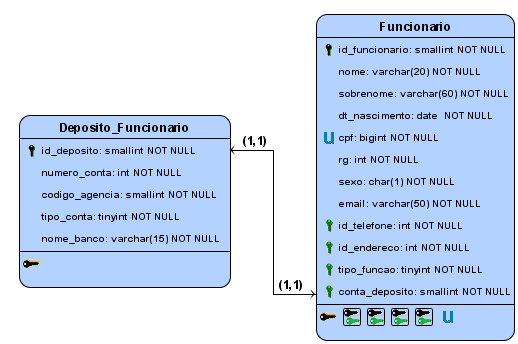 Funcionario
id_funcionario: smallint NOT NULL
nome: varchar(20) NOT NULL
sobrenome: varchar(60) NOT NULL
dt_nascimento: date NOT NULL
U cpf: bigint NOT NULL
rg: int NOT NULL
sexo: char(1) NOT NULL
email: varchar(50) NOT NULL
id_telefone: int NOT NULL
id_endereco: int NOT NULL
tipo_funcao: tinyint NOT NULL
conta_deposito: smallint NOT NULL
U
Deposito_Funcionario
id_deposito: smallint NOT NULL
numero_conta: int NOT NULL
codigo_agencia: smallint NOT NULL
tipo_conta: tinyint NOT NULL
nome_banco: varchar(15) NOT NULL
(1,1)
(1,1)